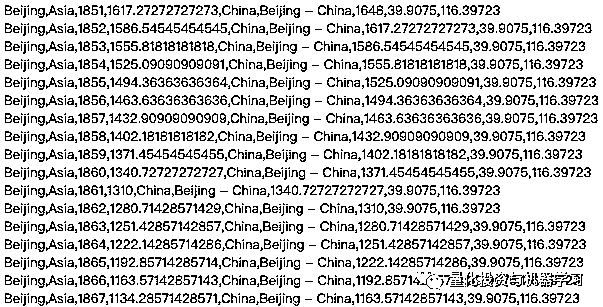 Beijing,Asia,1851,1617.27272727273,China,Beijing – China,1648,39.9075,116.39723
Beijing,Asia,1852,1586.54545454545,China,Beijing – China,1617.27272727273,39.9075,116.39723
Beijing,Asia,1853,1555.81818181818,China,Beijing – China,1586.54545454545,39.9075,116.39723
Beijing,Asia,1854,1525.09090909091,China,Beijing – China,1555.81818181818,39.9075,116.39723
Beijing,Asia,1855,1494.36363636364,China,Beijing – China,1525.09090909091,39.9075,116.39723
Beijing,Asia,1856,1463.63636363636,China,Beijing – China,1494.36363636364,39.9075,116.39723
Beijing,Asia,1857,1432.90909090909,China,Beijing – China,1463.63636363636,39.9075,116.39723
Beijing,Asia,1858,1402.18181818182,China,Beijing – China,1432.90909090909,39.9075,116.39723
Beijing,Asia,1859,1371.45454545455,China,Beijing – China,1402.18181818182,39.9075,116.39723
Beijing,Asia,1860,1340.72727272727,China,Beijing – China,1371.45454545455,39.9075,116.39723
Beijing,Asia,1861,1310,China,Beijing – China,1340.72727272727,39.9075,116.39723
Beijing,Asia,1862,1280.71428571429,China,Beijing – China,1310,39.9075,116.39723
Beijing,Asia,1863,1251.42857142857,China,Beijing – China,1280.71428571429,39.9075,116.39723
Beijing,Asia,1864,1222.14285714286,China,Beijing – China,1251.42857142857,39.9075,116.39723
Beijing,Asia,1865,1192.85714285714,China,Beijing – China,1222.14285714286,39.9075,116.39723
Beijing,Asia,1866,1163.57142857143,China,Beijing – China,1192.857142
量化投资与机器学习
Beijing,Asia,1867,1134.28571428571,China,Beijing – China,1163.57142857143,39.9075,116.39723